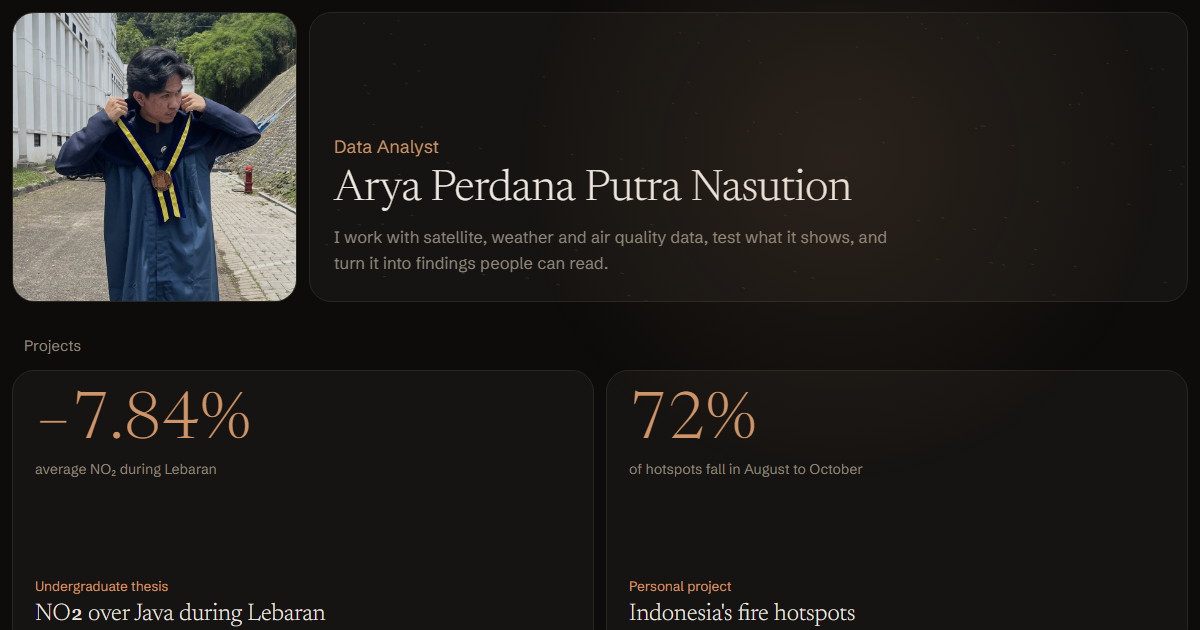 Data Analyst
Arya Perdana Putra Nasution
I work with satellite, weather and air quality data, test what it shows, and
turn it into findings people can read.
Projects
–7.84%
average NO₂ during Lebaran
Undergraduate thesis
NO2 over Java during Lebaran
72%
of hotspots fall in August to October
Personal project
Indonesia's fire hotspots